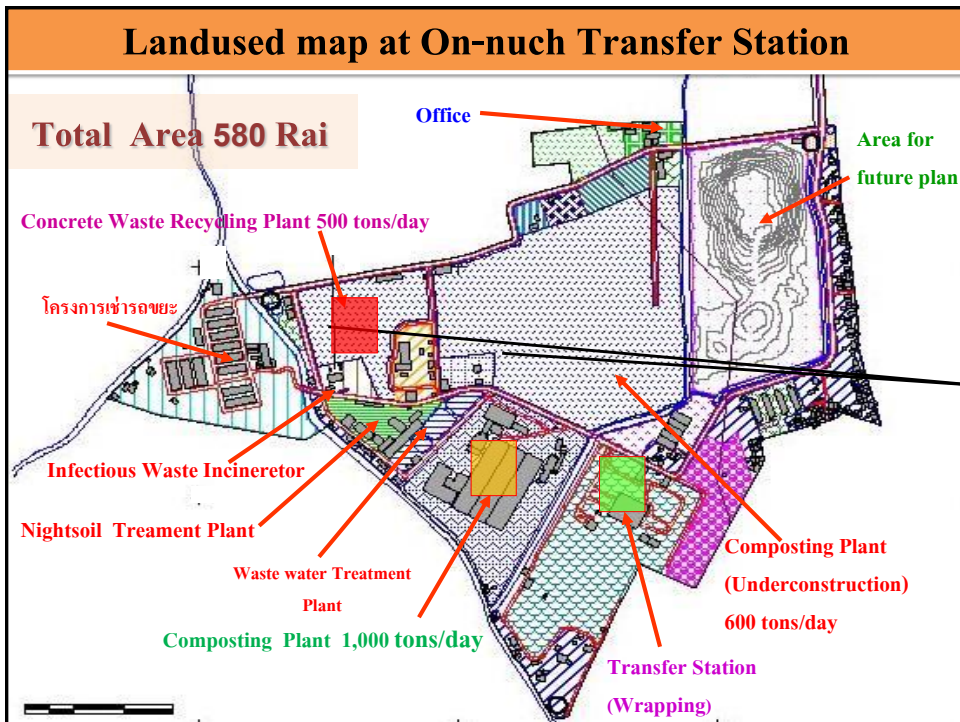 Landused map at On-nuch Transfer Station
Total Area 580 Rai
Office
Area for
future plan
Concrete Waste Recycling Plant 500 tons/day
โครงการเช่ารถขยะ
Infectious Waste Incineretor
Nightsoil Treament Plant
Waste water Treatment
Plant
Composting Plant 1,000 tons/day
Composting Plant
(Underconstruction)
600 tons/day
Transfer Station
(Wrapping)